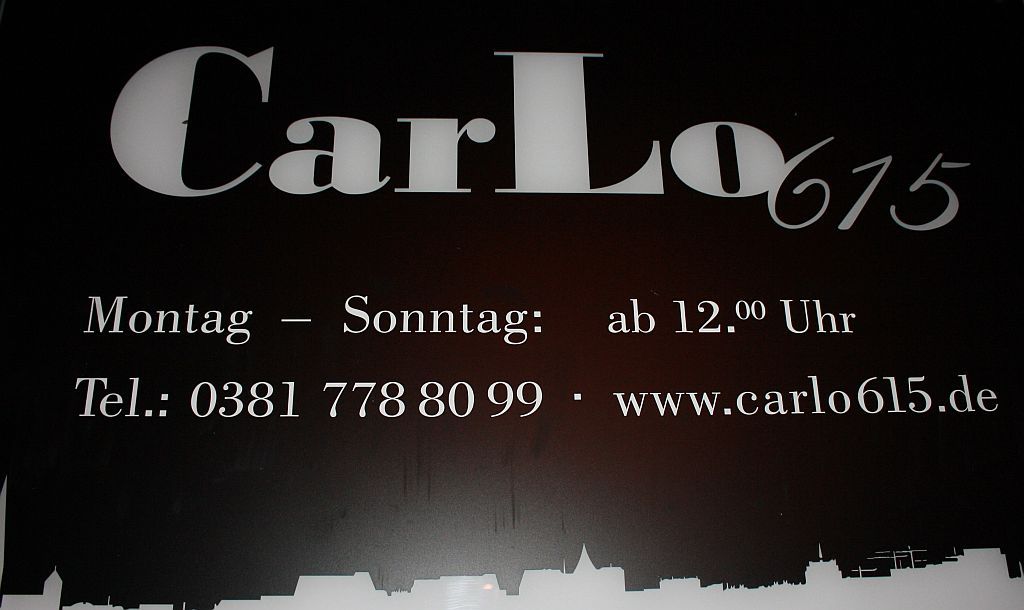 CarLo615
Montag – Sonntag: ab 12.⁰⁰ Uhr
Tel.: 0381 778 80 99 · www.carlo615.de